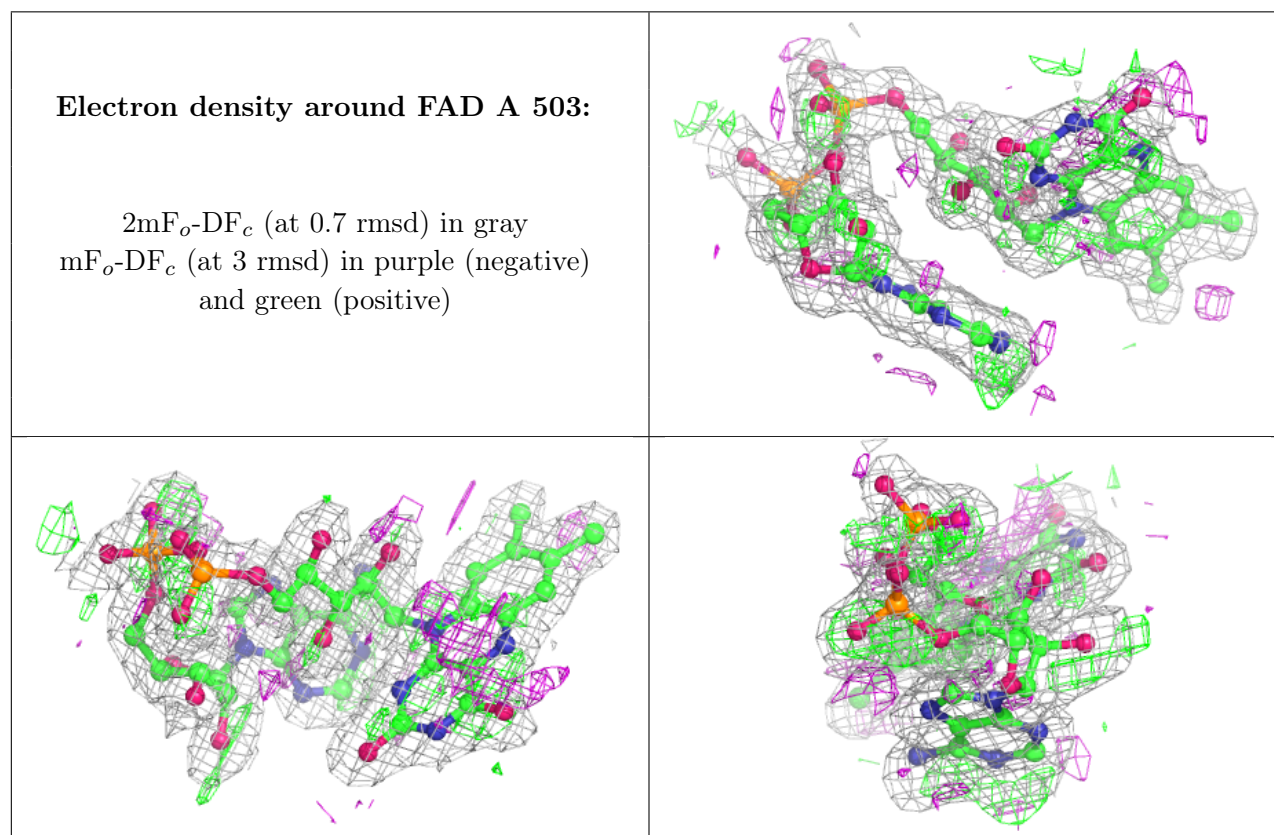 Electron density around FAD A 503:
2mFo-DFc (at 0.7 rmsd) in gray
mFo-DFc (at 3 rmsd) in purple (negative)
and green (positive)